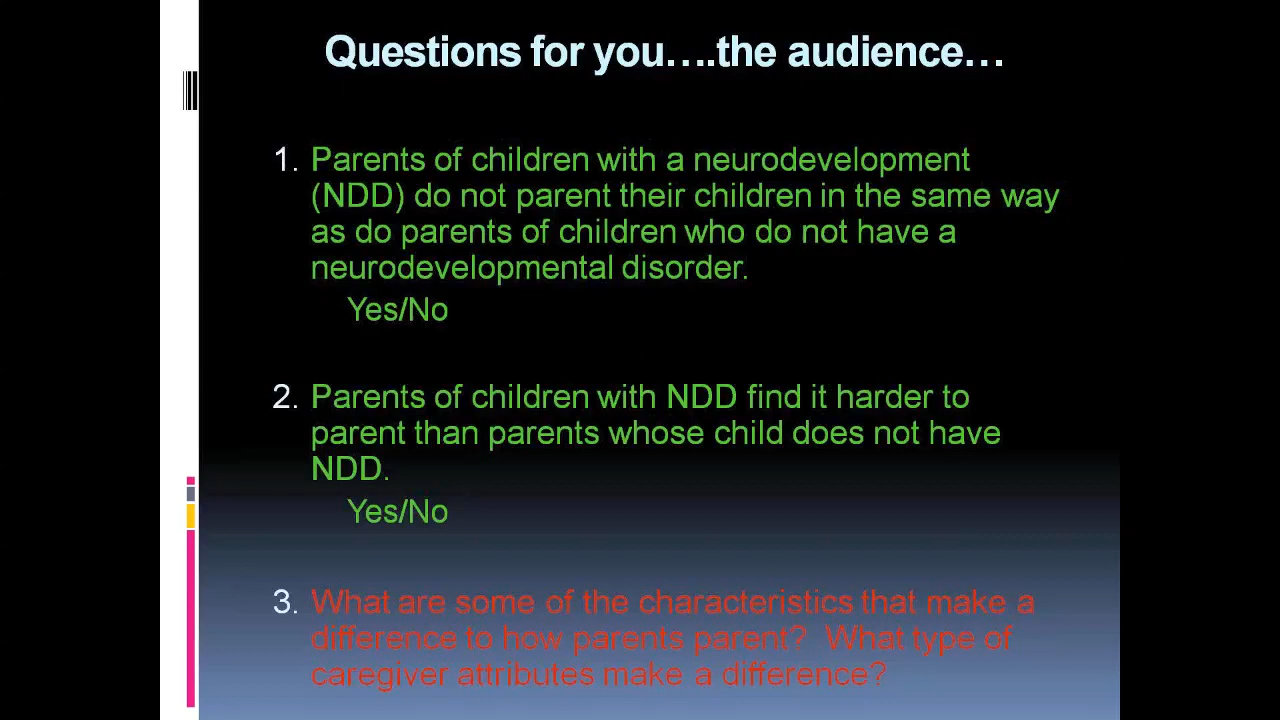 Questions for you….the audience…
1. Parents of children with a neurodevelopment
(NDD) do not parent their children in the same way
as do parents of children who do not have a
neurodevelopmental disorder.
Yes/No
2. Parents of children with NDD find it harder to
parent than parents whose child does not have
NDD.
Yes/No
3. What are some of the characteristics that make a
difference to how parents parent? What type of
caregiver attributes make a difference?